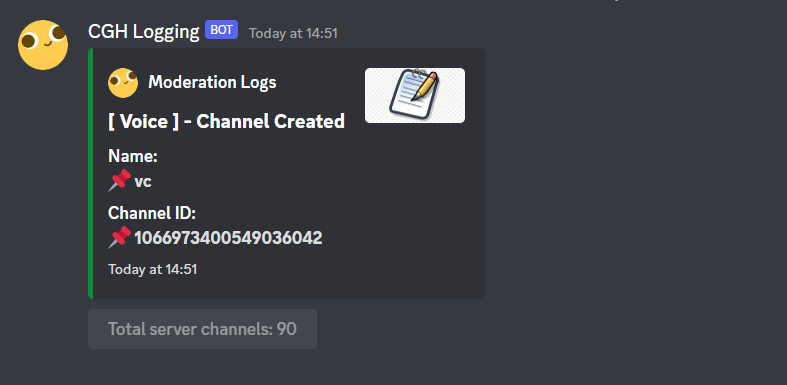 CGH Logging BOT Today at 14:51
Moderation Logs
[ Voice ] - Channel Created
Name:
vc
Channel ID:
1066973400549036042
Today at 14:51
Total server channels: 90